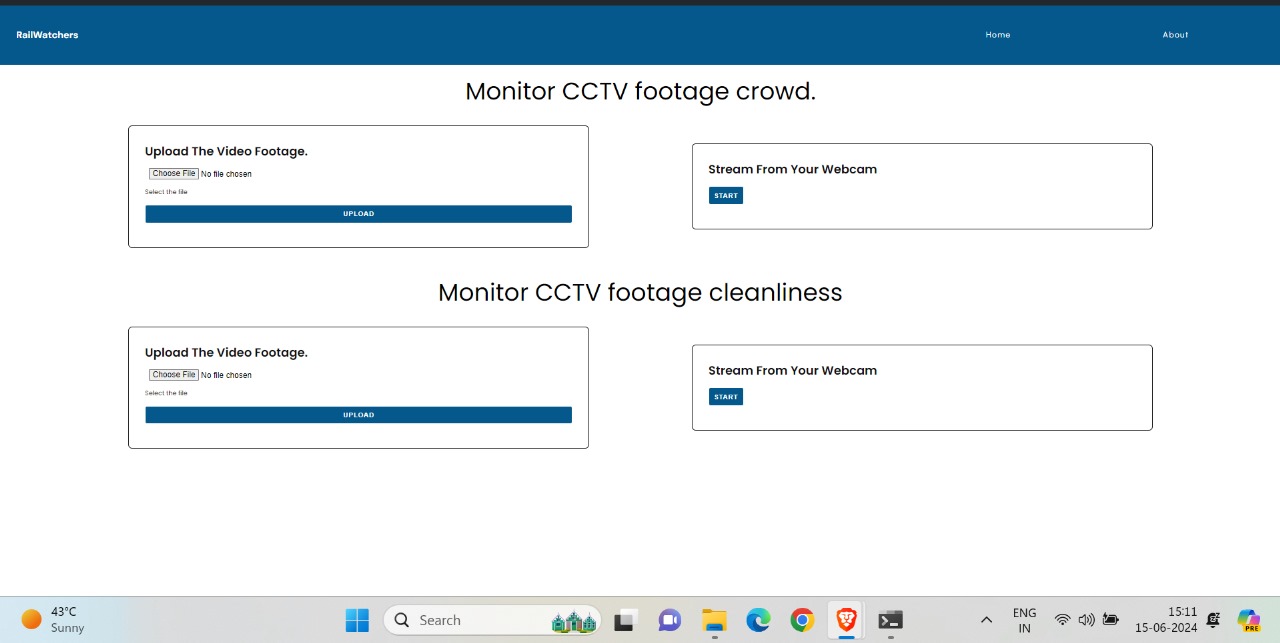 RailWatchers Home About
Monitor CCTV footage crowd.
Upload The Video Footage.
Choose File No file chosen
Select the file
UPLOAD
Stream From Your Webcam
START
Monitor CCTV footage cleanliness
Upload The Video Footage.
Choose File No file chosen
Select the file
UPLOAD
Stream From Your Webcam
START
43°C
Sunny
Search
ENG
IN
15:11
15-06-2024
PRE